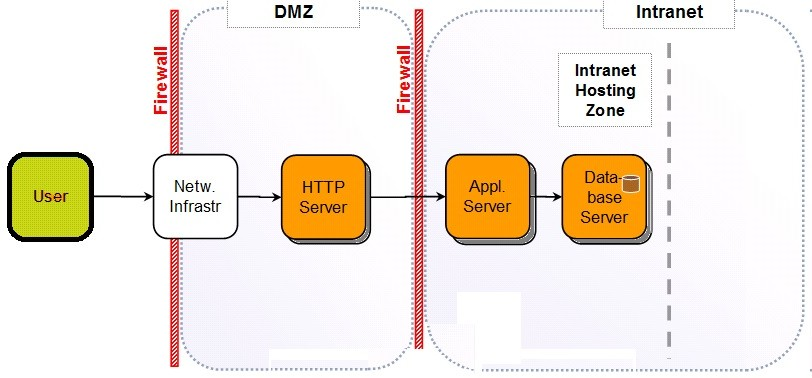 DMZ
Intranet
Firewall
Firewall
Intranet
Hosting
Zone
User
Netw.
Infrastr
HTTP
Server
Appl.
Server
Data-
base
Server